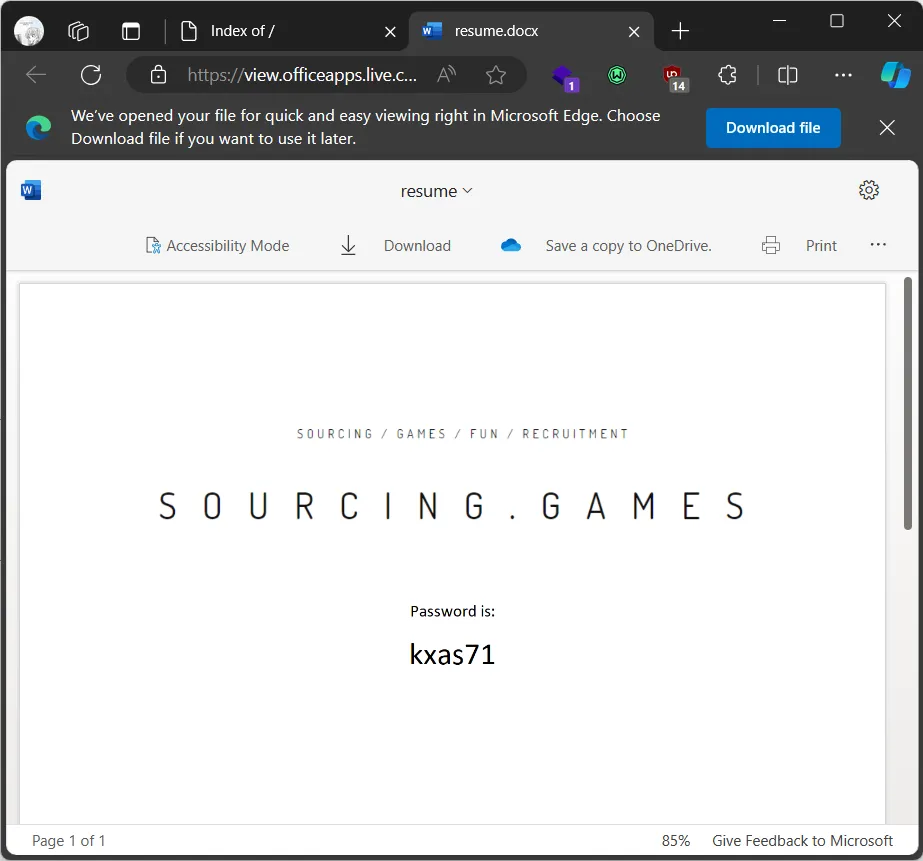 Index of /
resume.docx
https://view.officeapps.live.c...
1
14
We've opened your file for quick and easy viewing right in Microsoft Edge. Choose
Download file if you want to use it later.
Download file
W
resume
Accessibility Mode
Download
Save a copy to OneDrive.
Print
SOURCING / GAMES / FUN / RECRUITMENT
SOURCING.GAMES
Password is:
kxas71
Page 1 of 1
85%
Give Feedback to Microsoft